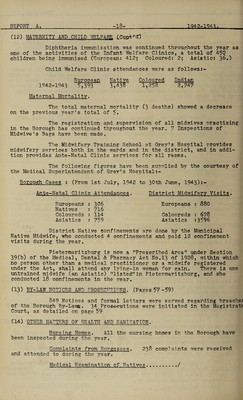 REPORT A. -18- 1942-1943.
(12) MATERNITY AND CHILD WELFARE (Cont'd)
Diphtheria immunisation was continued throughout the year as
one of the activities of the Infant Welfare Clinics, a total of 450
children being immunised (European: 412; Coloured: 2; Asiatic: 36.)
Child Welfare Clinic attendances were as follows:-
European Native Coloured Indian
1942-1943 5,393 3,438 1,258 2,947
Maternal Mortality.
The total maternal mortality (3 deaths) showed a decrease
on the previous year's total of 5.
The registration and supervision of all midwives practising
in the Borough has continued throughout the year. 7 Inspections of
Midwive's Bags have been made.
The Midwifery Training School at Grey's Hospital provides
midwifery services both in the wards and in the district, and in addi-
tion provides Ante-Natal Clinic services for all races.
The following figures have been provided by the courtesy of
the Medical Superintendent of Grey's Hospital:-
Borough Cases : (From 1st July, 1942 to 30th June, 1943):-
Ante-Natal Clinic Attendances. District Midwifery Visits.
Europeans : 306 Europeans : 880
Natives : 716
Coloureds : 114 Coloureds : 698
Asiatics : 759 Asiatics : 3596
District Native confinements are done by the Municipal
Native Midwife, who conducted 6 confinements and paid 12 confinement
visits during the year.
Pietermaritzburg is now a "Prescribed Area" under Section
39(b) of the Medical, Dental & Pharmacy Act No.13 of 1928, within which
no person other than a medical practitioner or a midwife registered
under the Act, shall attend any lying-in woman for gain. There is one
untrained midwife (an Asiatic) "listed" in Pietermaritzburg, and she
conducted 18 confinements in the year.
(13) BY-LAW NOTICES AND PROSECUTIONS. (Pages 57-59)
Notices and formal letters were served regarding breaches
of the Borough By-laws. 34 Prosecutions were initiated in the Magistrate
Court, as detailed on page 59
(14) OTHER MATTERS OF HEALTH AND SANITATION.
Nursing Homes. All the nursing homes in the Borough have
been inspected during the year.
Complaints from Burgesses. 238 complaints were received
and attended to during the year.
Medical Examination of Natives........../